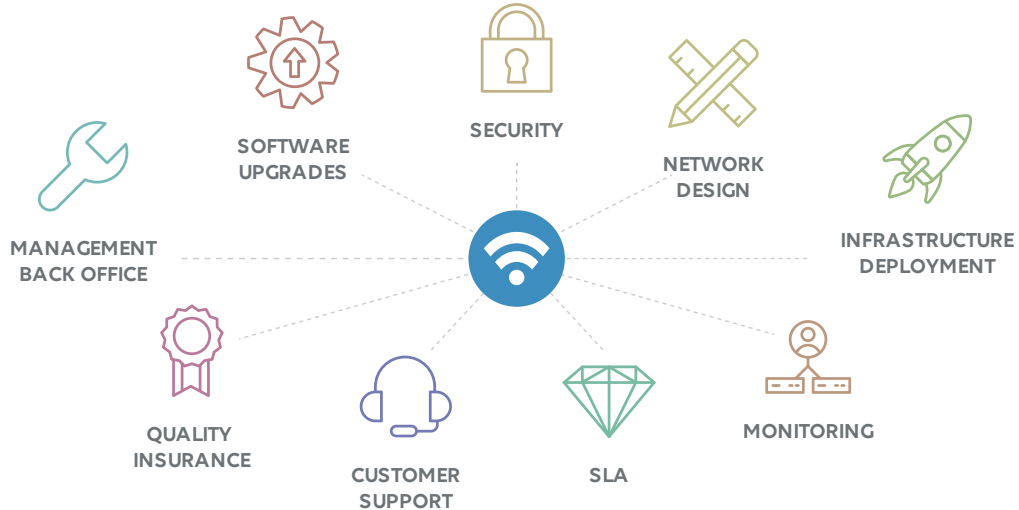 SECURITY
SOFTWARE
UPGRADES
NETWORK
DESIGN
MANAGEMENT
BACK OFFICE
INFRASTRUCTURE
DEPLOYMENT
QUALITY
INSURANCE
CUSTOMER
SUPPORT
SLA
MONITORING